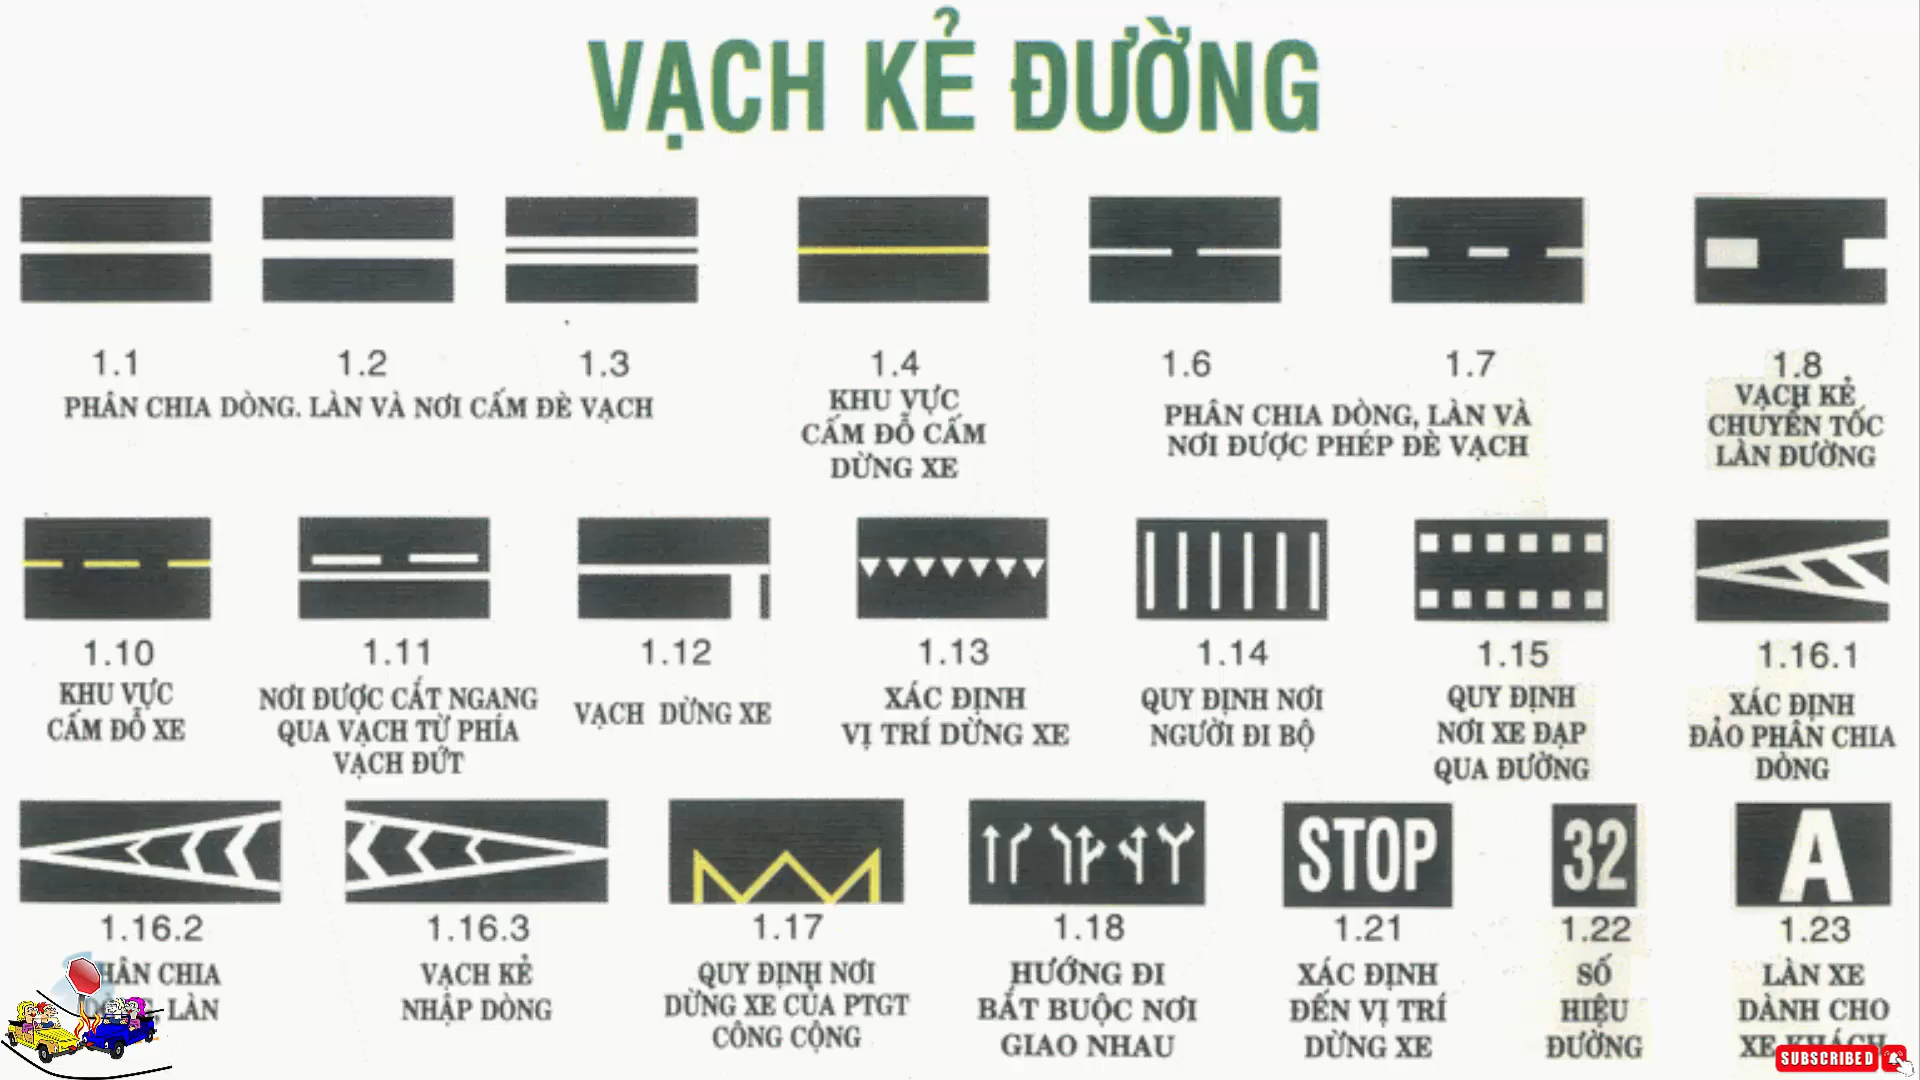 VẠCH KẺ ĐƯỜNG
1.1
1.2
1.3
1.4
1.6
1.7
1.8
PHÂN CHIA DÒNG. LÀN VÀ NƠI CẤM ĐÈ VẠCH
KHU VỰC
CẤM ĐỖ CẤM
DỪNG XE
PHÂN CHIA DÒNG, LÀN VÀ
NƠI ĐƯỢC PHÉP ĐÈ VẠCH
VẠCH KẺ
CHUYỂN TỐC
LÀN ĐƯỜNG
1.10
1.11
1.12
1.13
1.14
1.15
1.16.1
KHU VỰC
CẤM ĐỖ XE
NƠI ĐƯỢC CẮT NGANG
QUA VẠCH TỪ PHÍA
VẠCH ĐỨT
VẠCH DỪNG XE
XÁC ĐỊNH
VỊ TRÍ DỪNG XE
QUY ĐỊNH NƠI
NGƯỜI ĐI BỘ
QUY ĐỊNH
NƠI XE ĐẠP
QUA ĐƯỜNG
XÁC ĐỊNH
ĐẢO PHÂN CHIA
DÒNG
STOP
32
A
1.16.2
1.16.3
1.17
1.18
1.21
1.22
1.23
CHIA
LÀN
VẠCH KẺ
NHẬP DÒNG
QUY ĐỊNH NƠI
DỪNG XE CỦA PTGT
CÔNG CỘNG
HƯỚNG ĐI
BẮT BUỘC NƠI
GIAO NHAU
XÁC ĐỊNH
ĐẾN VỊ TRÍ
DỪNG XE
SỐ
HIỆU
ĐƯỜNG
LÀN XE
DÀNH CHO
XE KHÁCH
SUBSCRIBED